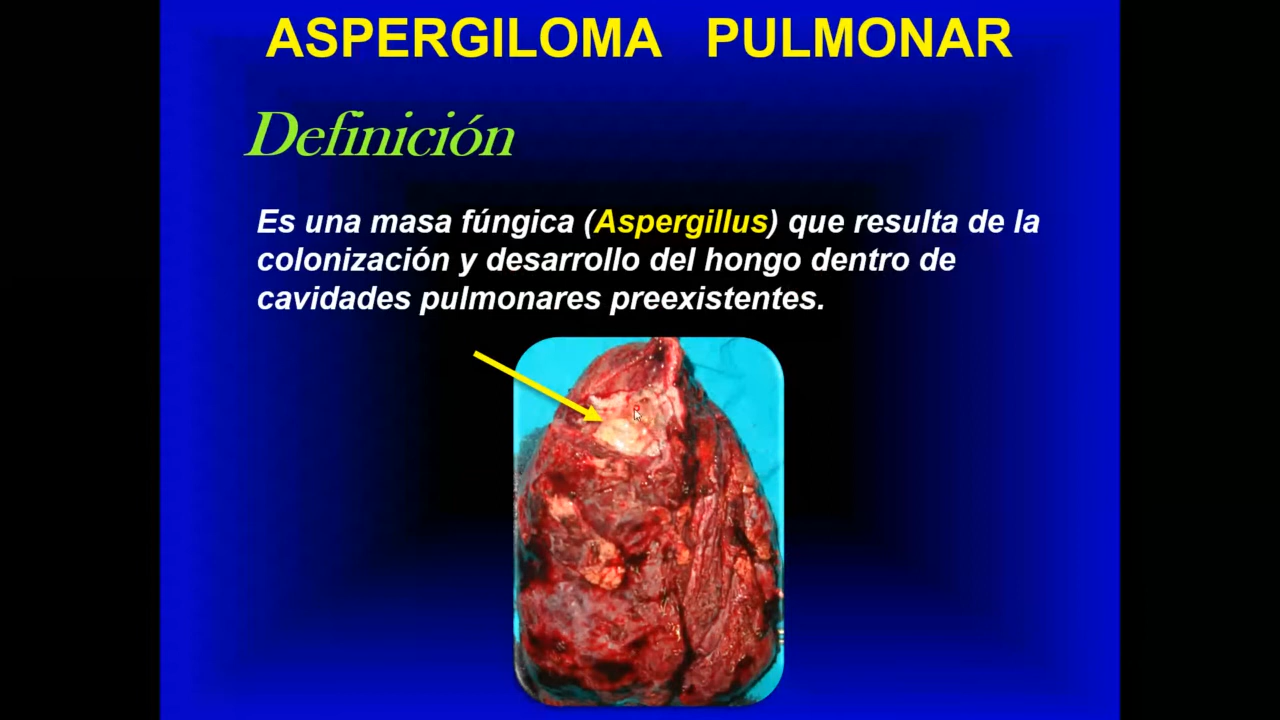 ASPERGILOMA PULMONAR
Definición
Es una masa fúngica (Aspergillus) que resulta de la
colonización y desarrollo del hongo dentro de
cavidades pulmonares preexistentes.